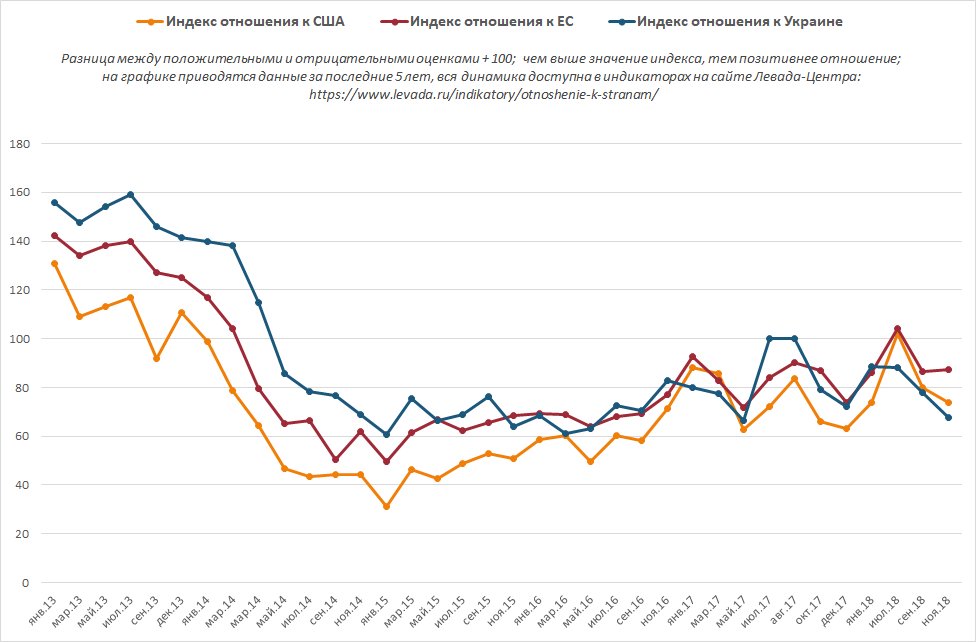 Индекс отношения к США Индекс отношения к ЕС Индекс отношения к Украине
Разница между положительными и отрицательными оценками + 100; чем выше значение индекса, тем позитивнее отношение;
на графике приводятся данные за последние 5 лет, вся динамика доступна в индикаторах на сайте Левада-Центра:
https://www.levada.ru/indikatory/otnoshenie-k-stranam/
180
160
140
120
100
80
60
40
20
0
янв.13 мар.13 май.13 июл.13 сен.13 дек.13 янв.14 мар.14 мар.14 май.14 июл.14 сен.14 ноя.14 янв.15 мар.15 май.15 июл.15 сен.15 ноя.15 янв.16 мар.16 май.16 июл.16 сен.16 ноя.16 янв.17 мар.17 май.17 июл.17 авг.17 окт.17 дек.17 янв.18 июл.18 сен.18 ноя.18